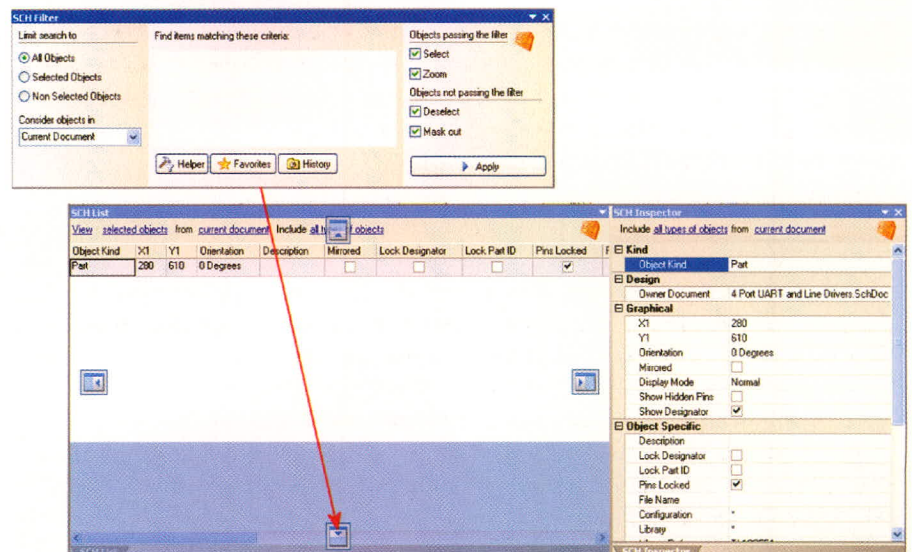 SCH Filter
Limit search to
All Objects
Selected Objects
Non Selected Objects
Consider objects in
Current Document
Find items matching these criteria:
Helper
Favorites
History
Objects passing the filter
Select
Zoom
Objects not passing the filter
Deselect
Mask out
Apply
SCH List
View selected objects from current document Include all objects
Object Kind X1 Y1 Orientation Description Mirrored Lock Designator Lock Part ID Pins Locked
Part 280 610 0 Degrees
SCH Inspector
Include all types of objects from current document
Kind
Object Kind Part
Design
Owner Document 4 Port UART and Line Drivers.SchDoc
Graphical
X1 280
Y1 610
Orientation 0 Degrees
Mirrored
Display Mode Normal
Show Hidden Pins
Show Designator
Object Specific
Description
Lock Designator
Lock Part ID
Pins Locked
File Name
Configuration *
Library *
SCH Inspector